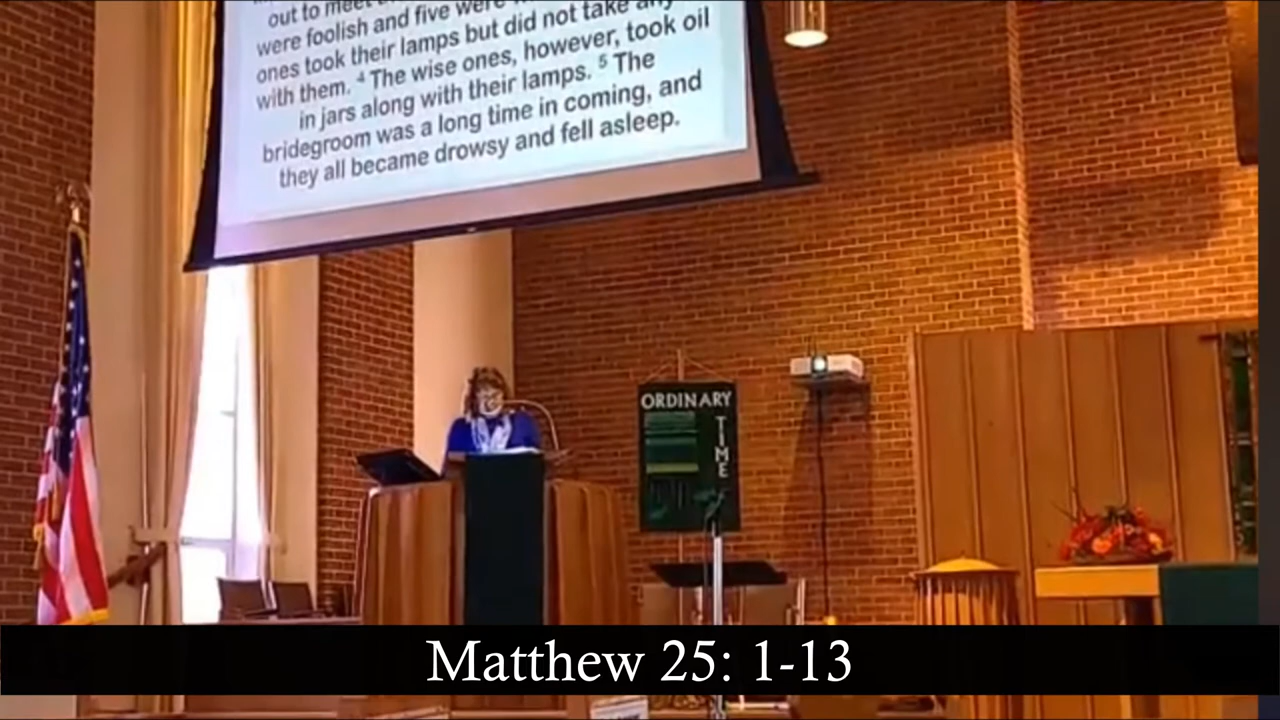 out to meet
were foolish and five were
ones took their lamps but did not take any
with them. ⁴ The wise ones, however, took oil
in jars along with their lamps. ⁵ The
bridegroom was a long time in coming, and
they all became drowsy and fell asleep.
ORDINARY
TIME
Matthew 25: 1-13